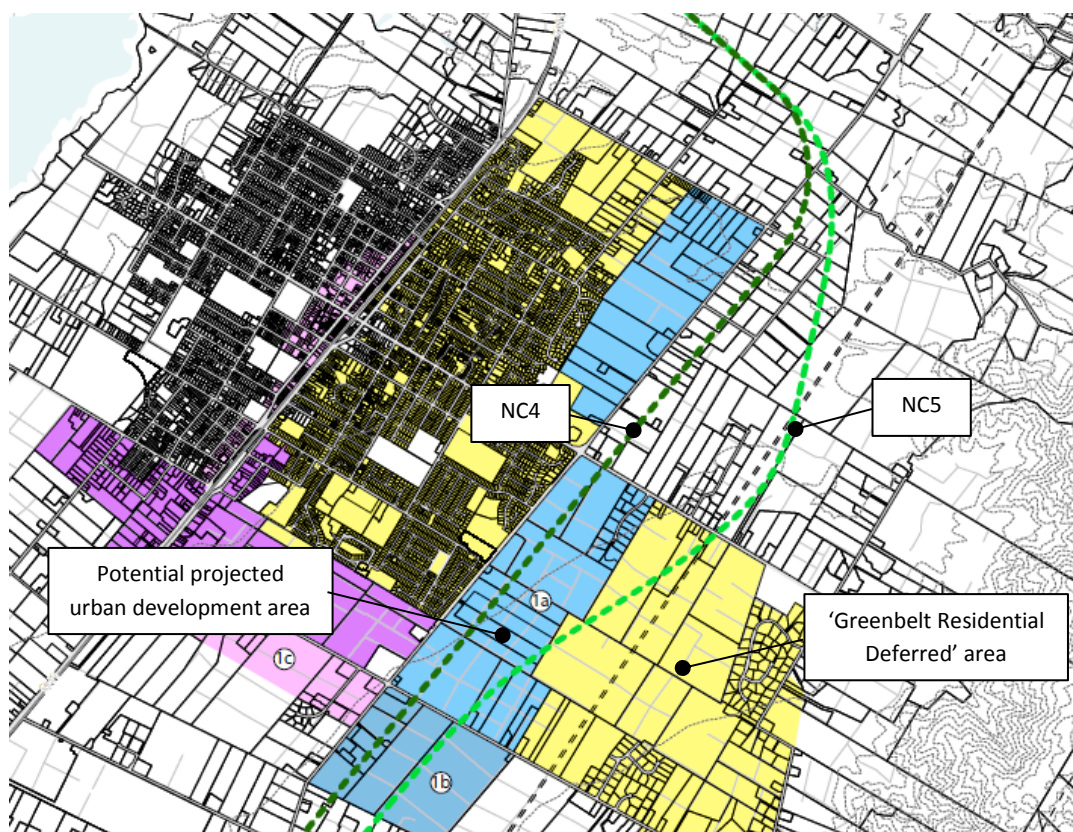 NC4
NC5
Potential projected
urban development area
1a
‘Greenbelt Residential
Deferred’ area
1c
1b